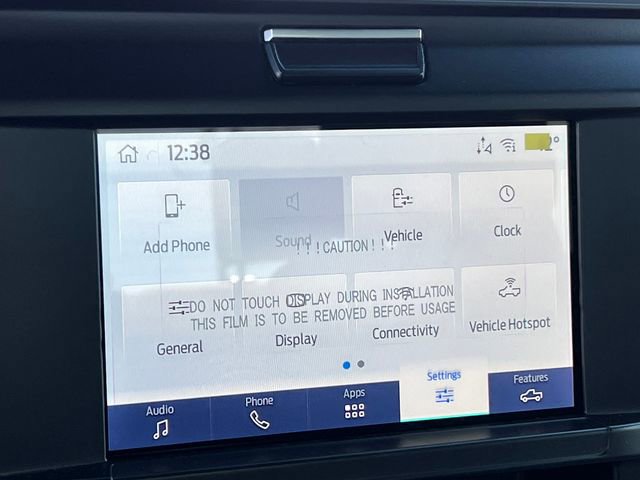 12:38
Add Phone
Sound
Vehicle
Clock
! ! !CAUTION! ! !
DO NOT TOUCH DISPLAY DURING INSTALLATION
THIS FILM IS TO BE REMOVED BEFORE USAGE
General
Display
Connectivity
Vehicle Hotspot
Audio
Phone
Apps
Settings
Features